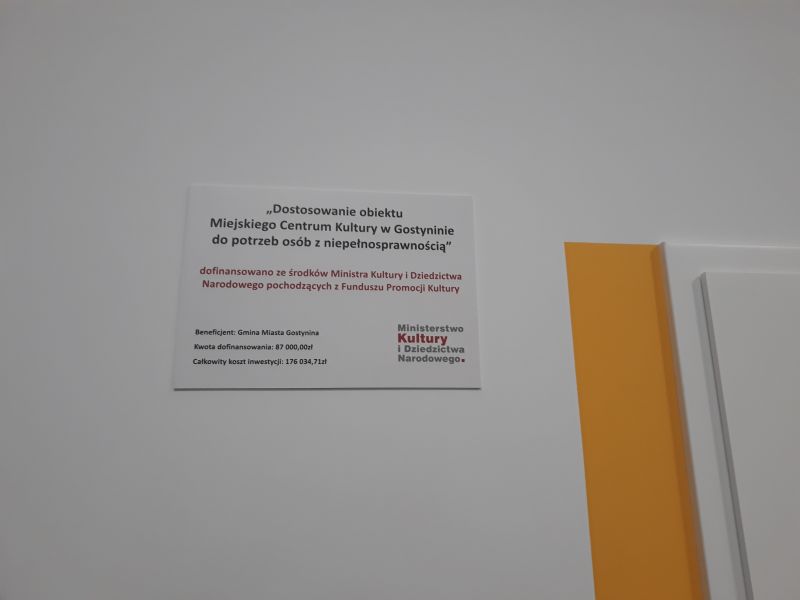 „Dostosowanie obiektu
Miejskiego Centrum Kultury w Gostyninie
do potrzeb osób z niepełnosprawnością”
dofinansowano ze środków Ministra Kultury i Dziedzictwa
Narodowego pochodzących z Funduszu Promocji Kultury
Beneficjent: Gmina Miasta Gostynina
Kwota dofinansowania: 87 000,00zł
Całkowity koszt inwestycji: 176 034,71zł
Ministerstwo
Kultury
i Dziedzictwa
Narodowego.